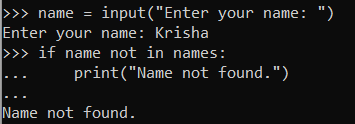 >>> name = input("Enter your name: ")
Enter your name: Krisha
>>> if name not in names:
...     print("Name not found.")
...
Name not found.